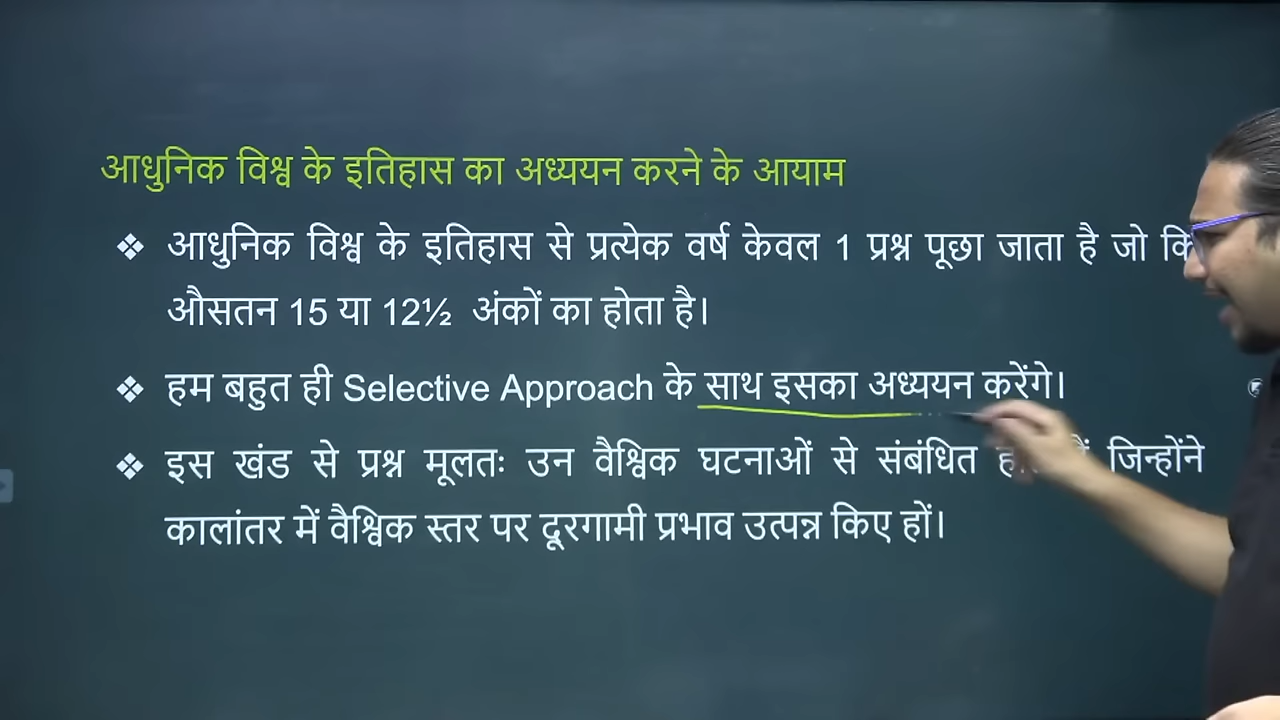 आधुनिक विश्व के इतिहास का अध्ययन करने के आयाम
❖ आधुनिक विश्व के इतिहास से प्रत्येक वर्ष केवल 1 प्रश्न पूछा जाता है जो कि
औसतन 15 या 12½ अंकों का होता है।
❖ हम बहुत ही Selective Approach के साथ इसका अध्ययन करेंगे।
❖ इस खंड से प्रश्न मूलतः उन वैश्विक घटनाओं से संबंधित जिन्होंने
कालांतर में वैश्विक स्तर पर दूरगामी प्रभाव उत्पन्न किए हों।